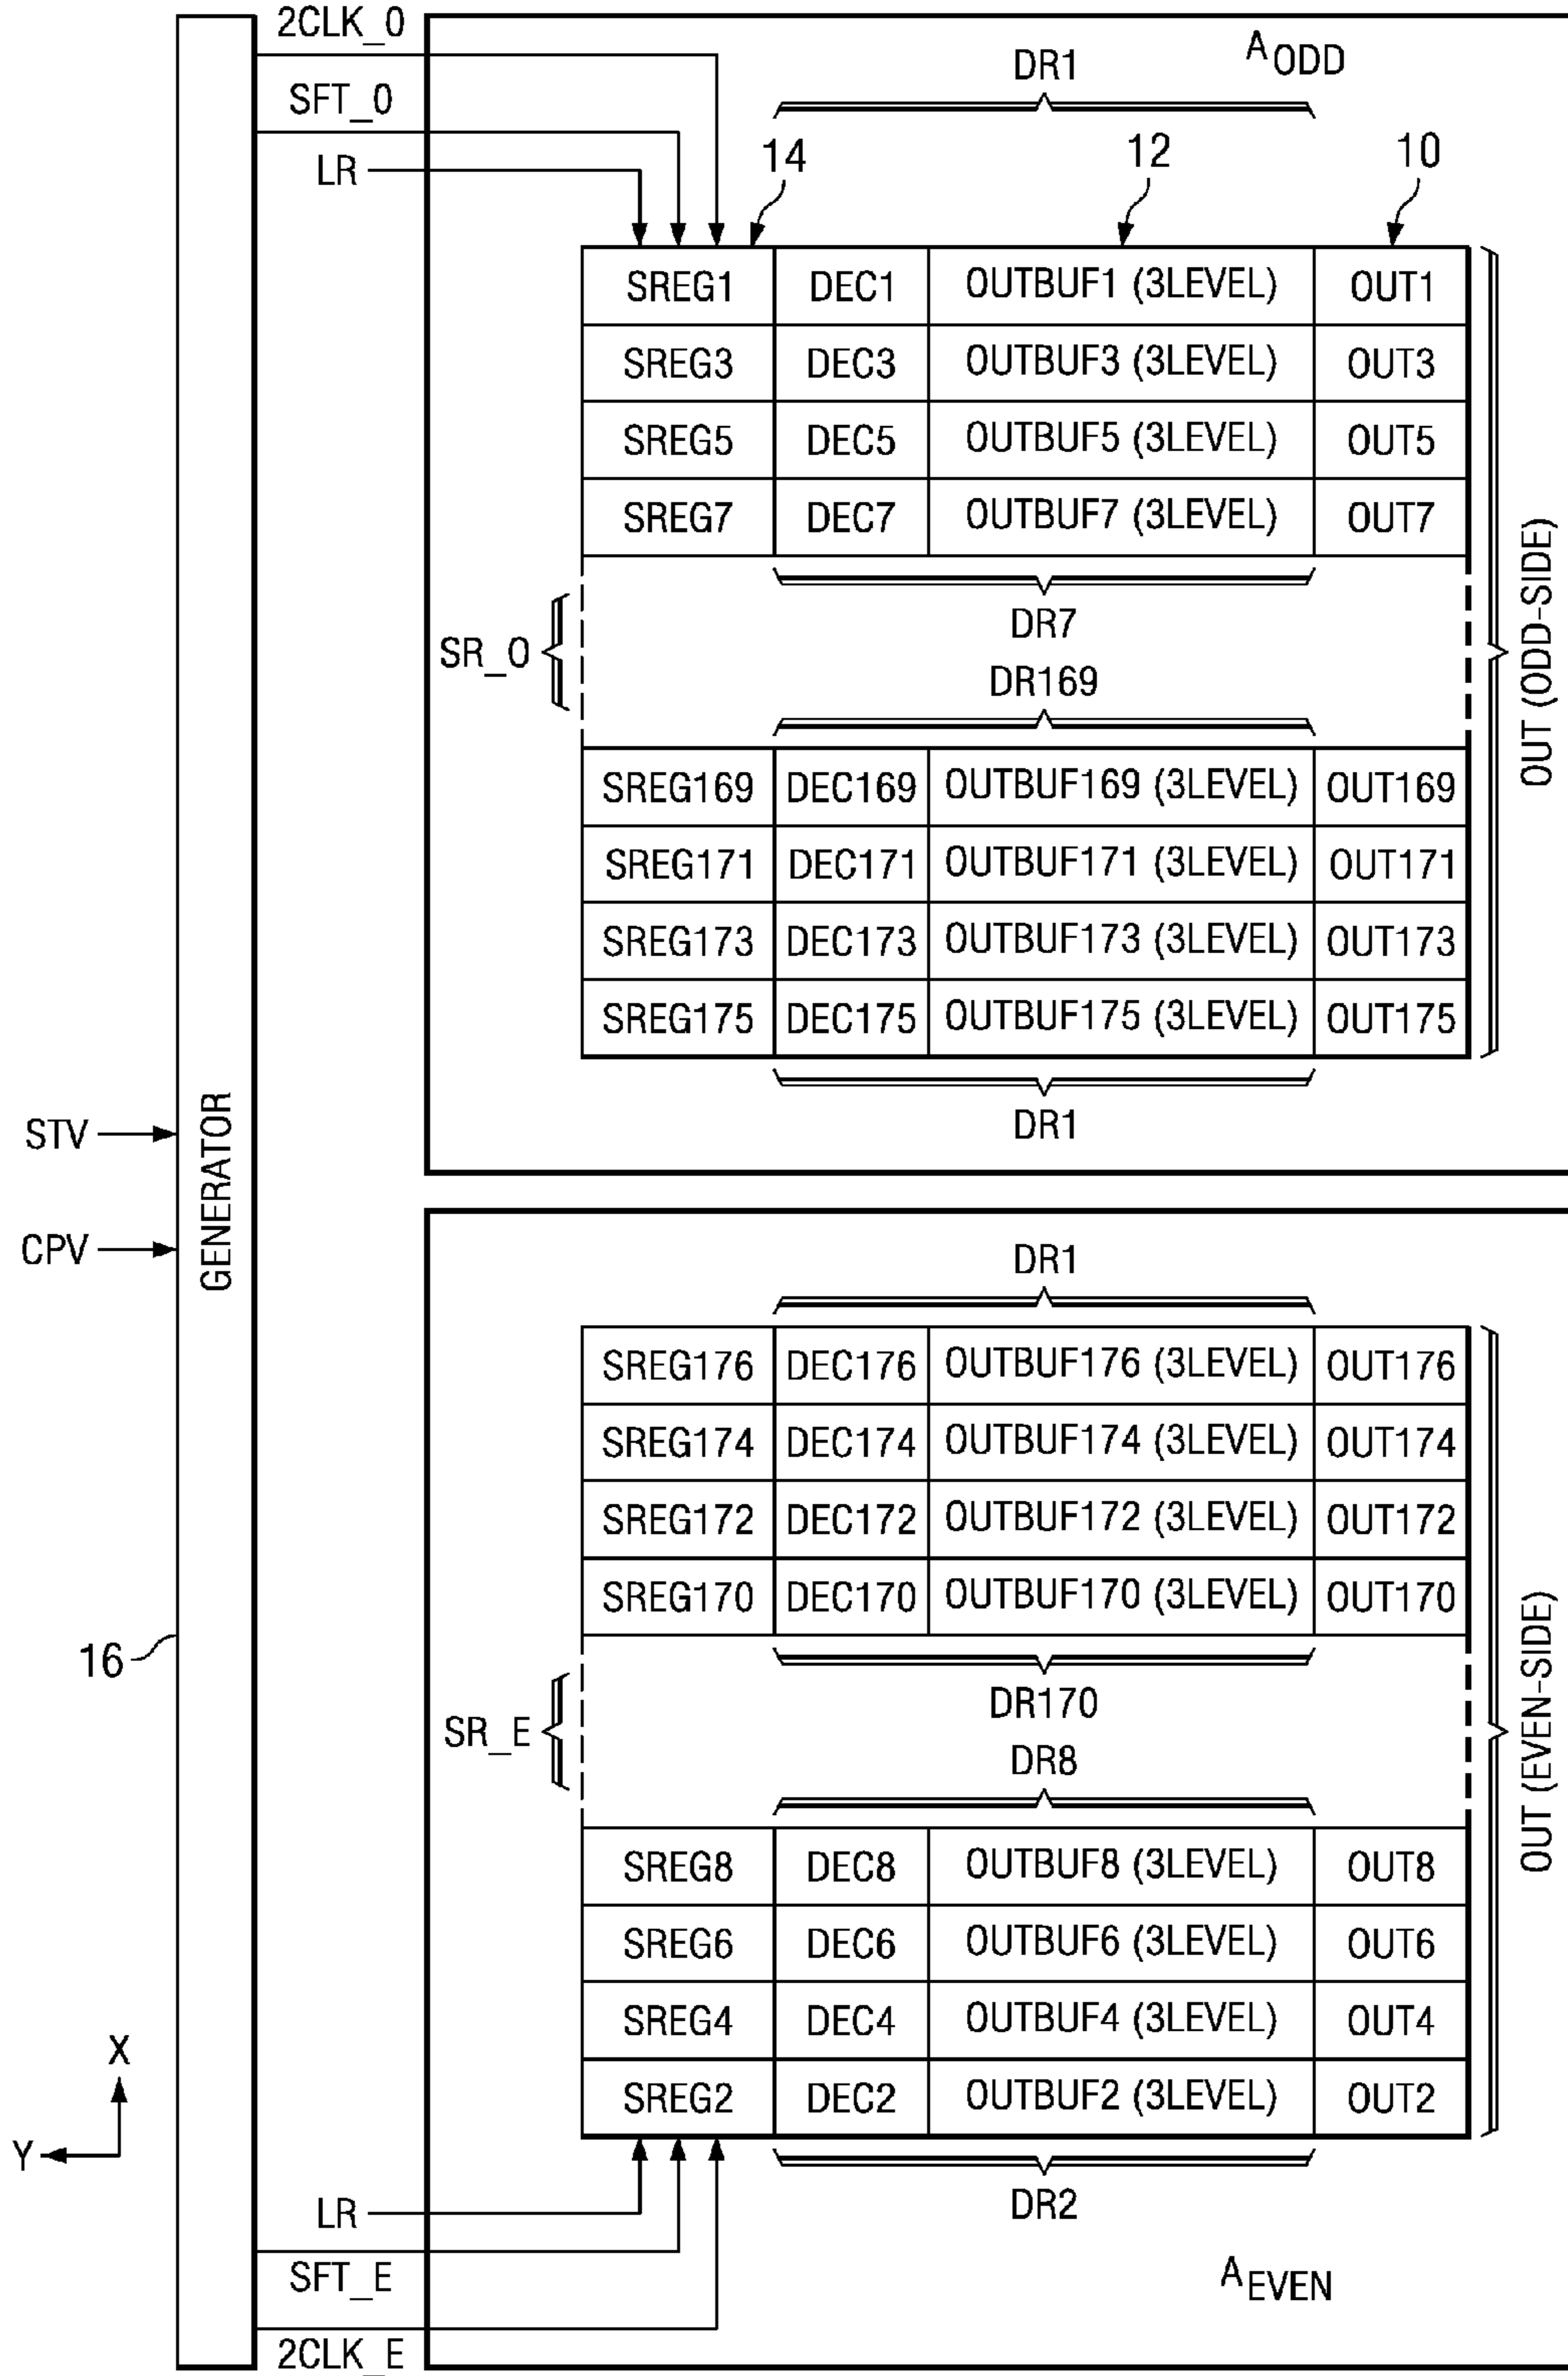 2CLK_0
SFT_0
LR
A ODD
DR1
14
12
10
SREG1 DEC1 OUTBUF1 (3LEVEL) OUT1
SREG3 DEC3 OUTBUF3 (3LEVEL) OUT3
SREG5 DEC5 OUTBUF5 (3LEVEL) OUT5
SREG7 DEC7 OUTBUF7 (3LEVEL) OUT7
DR7
SR_O
DR169
OUT (ODD-SIDE)
SREG169 DEC169 OUTBUF169 (3LEVEL) OUT169
SREG171 DEC171 OUTBUF171 (3LEVEL) OUT171
SREG173 DEC173 OUTBUF173 (3LEVEL) OUT173
SREG175 DEC175 OUTBUF175 (3LEVEL) OUT175
DR1
STV
CPV
GENERATOR
16
DR1
SREG176 DEC176 OUTBUF176 (3LEVEL) OUT176
SREG174 DEC174 OUTBUF174 (3LEVEL) OUT174
SREG172 DEC172 OUTBUF172 (3LEVEL) OUT172
SREG170 DEC170 OUTBUF170 (3LEVEL) OUT170
DR170
SR_E
DR8
OUT (EVEN-SIDE)
SREG8 DEC8 OUTBUF8 (3LEVEL) OUT8
SREG6 DEC6 OUTBUF6 (3LEVEL) OUT6
SREG4 DEC4 OUTBUF4 (3LEVEL) OUT4
SREG2 DEC2 OUTBUF2 (3LEVEL) OUT2
DR2
X
Y
LR
SFT_E
2CLK_E
A EVEN